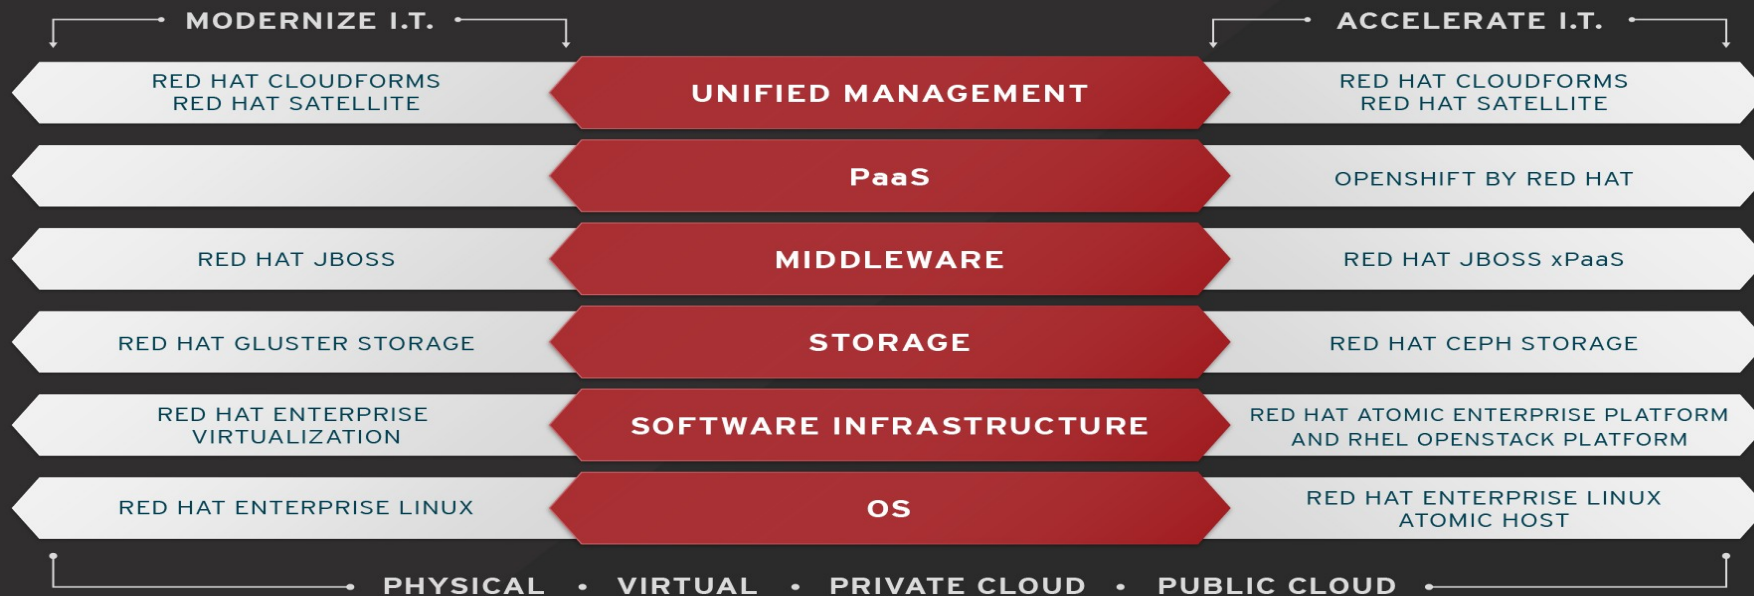 MODERNIZE I.T.
ACCELERATE I.T.
RED HAT CLOUDFORMS
RED HAT SATELLITE
UNIFIED MANAGEMENT
RED HAT CLOUDFORMS
RED HAT SATELLITE
PaaS
OPENSHIFT BY RED HAT
RED HAT JBOSS
MIDDLEWARE
RED HAT JBOSS xPaaS
RED HAT GLUSTER STORAGE
STORAGE
RED HAT CEPH STORAGE
RED HAT ENTERPRISE
VIRTUALIZATION
SOFTWARE INFRASTRUCTURE
RED HAT ATOMIC ENTERPRISE PLATFORM
AND RHEL OPENSTACK PLATFORM
RED HAT ENTERPRISE LINUX
OS
RED HAT ENTERPRISE LINUX
ATOMIC HOST
PHYSICAL • VIRTUAL • PRIVATE CLOUD • PUBLIC CLOUD